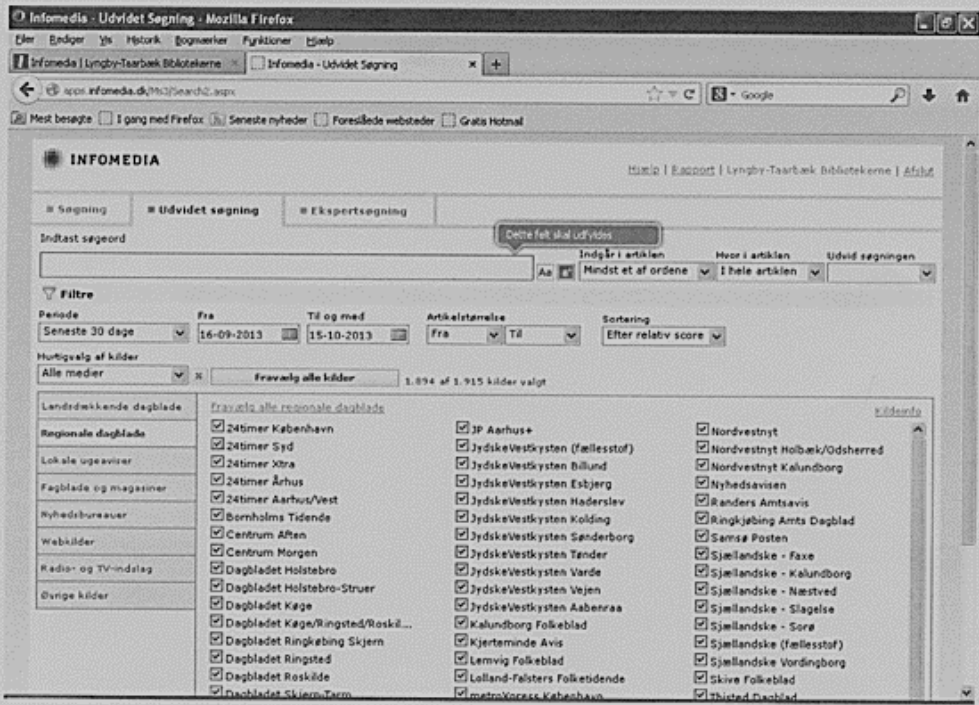 Infomedia - Udvidet Søgning - Mozilla Firefox
Filer Rediger Vis Historik Bogmærker Funktioner Hjælp
Infomedia | Lyngby-Taarbæk Bibliotekerne × Infomedia - Udvidet Søgning × +
apps.infomedia.dk/Ms3/Search2.aspx Google
Mest besøgte I gang med Firefox Seneste nyheder Foreslåede websteder Gratis Hotmail
INFOMEDIA
Hjælp | Rapport | Lyngby-Taarbæk Bibliotekerne | Afslut
Søgning Udvidet søgning Ekspertsøgning
Dette felt skal udfyldes
Indtast søgeord Indgår i artiklen Hvor i artiklen Udvid søgningen
Aa Mindst et af ordene I hele artiklen
Filtre
Periode Fra Til og med Artikelstørrelse Sortering
Seneste 30 dage 16-09-2013 15-10-2013 Fra Til Efter relativ score
Hurtigvalg af kilder
Alle medier Fravælg alle kilder 1.894 af 1.915 kilder valgt
Landsdækkende dagblade
Regionale dagblade
Lokale ugeaviser
Fagblade og magasiner
Nyhedsbureauer
Webkilder
Radio- og TV-indslag
Øvrige kilder
Fravælg alle regionale dagblade Kildeinfo
24timer København
24timer Syd
24timer Xtra
24timer Århus
24timer Aarhus/Vest
Bornholms Tidende
Centrum Aften
Centrum Morgen
Dagbladet Holstebro
Dagbladet Holstebro-Struer
Dagbladet Køge
Dagbladet Køge/Ringsted/Roskil...
Dagbladet Ringkøbing Skjern
Dagbladet Ringsted
Dagbladet Roskilde
Dagbladet Skjern-Tarm
JP Aarhus+
JydskeVestkysten (fællesstof)
JydskeVestkysten Billund
JydskeVestkysten Esbjerg
JydskeVestkysten Haderslev
JydskeVestkysten Kolding
JydskeVestkysten Sønderborg
JydskeVestkysten Tønder
JydskeVestkysten Varde
JydskeVestkysten Vejen
JydskeVestkysten Aabenraa
Kalundborg Folkeblad
Kjerteminde Avis
Lemvig Folkeblad
Lolland-Falsters Folketidende
metroXpress København
Nordvestnyt
Nordvestnyt Holbæk/Odsherred
Nordvestnyt Kalundborg
Nyhedsavisen
Randers Amtsavis
Ringkjøbing Amts Dagblad
Samsø Posten
Sjællandske - Faxe
Sjællandske - Kalundborg
Sjællandske - Næstved
Sjællandske - Slagelse
Sjællandske - Sorø
Sjællandske (fællesstof)
Sjællandske Vordingborg
Skive Folkeblad
Thisted Dagblad